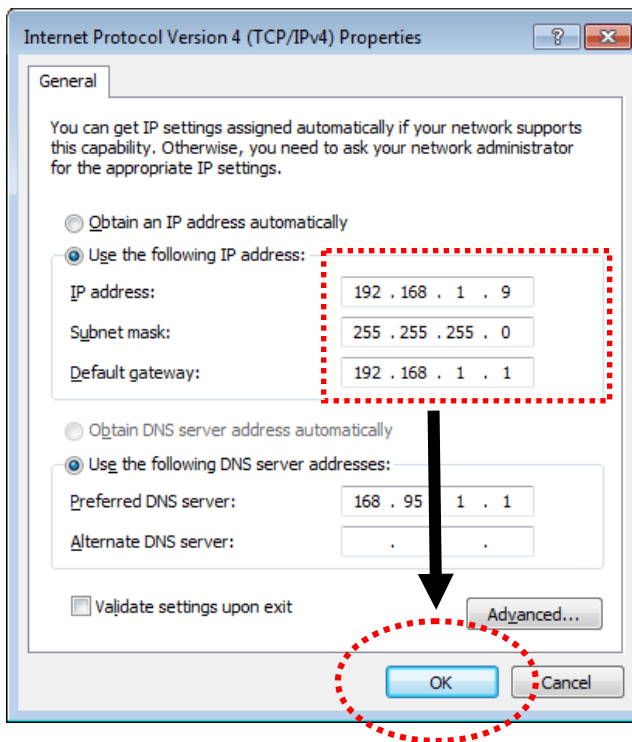 Internet Protocol Version 4 (TCP/IPv4) Properties
General
You can get IP settings assigned automatically if your network supports
this capability. Otherwise, you need to ask your network administrator
for the appropriate IP settings.
Obtain an IP address automatically
Use the following IP address:
IP address: 192 . 168 . 1 . 9
Subnet mask: 255 . 255 . 255 . 0
Default gateway: 192 . 168 . 1 . 1
Obtain DNS server address automatically
Use the following DNS server addresses:
Preferred DNS server: 168 . 95 1 . 1
Alternate DNS server: . .
Validate settings upon exit
Advanced...
OK Cancel